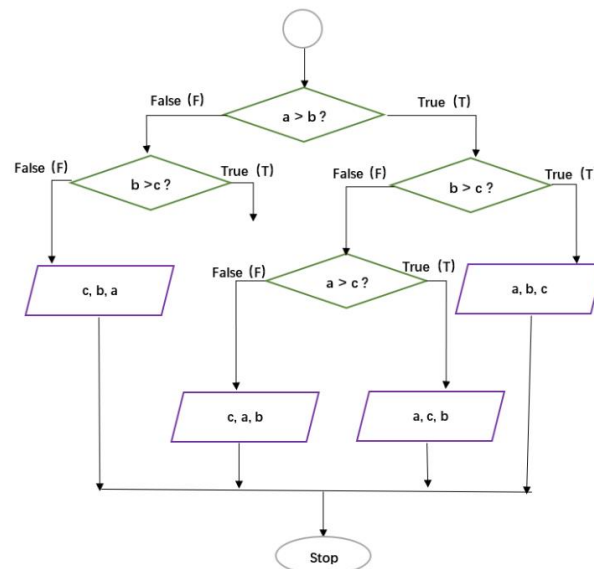 a > b ?
False (F)
True (T)
b >c ?
False (F)
True (T)
b > c ?
False (F)
True (T
a > c ?
False (F)
True (T)
c, b, a
a, b, c
c, a, b
a, c, b
Stop